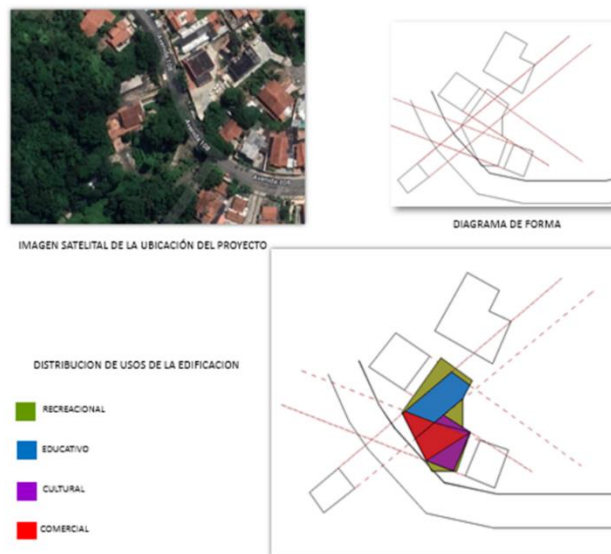 IMAGEN SATELITAL DE LA UBICACIÓN DEL PROYECTO
DIAGRAMA DE FORMA
DISTRIBUCION DE USOS DE LA EDIFICACION
RECREACIONAL
EDUCATIVO
CULTURAL
COMERCIAL